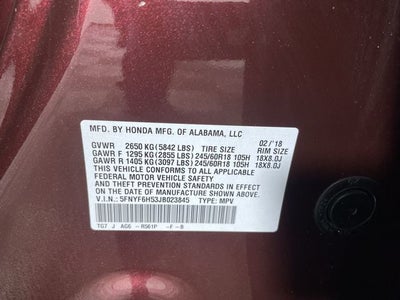 MFD. BY HONDA MFG. OF ALABAMA, LLC 02/'18
GVWR 2650 KG(5842 LBS) TIRE SIZE RIM SIZE
GAWR F 1295 KG(2855 LBS) 245/60R18 105H 18X8.0J
GAWR R 1405 KG(3097 LBS) 245/60R18 105H 18X8.0J
THIS VEHICLE CONFORMS TO ALL APPLICABLE
FEDERAL MOTOR VEHICLE SAFETY STANDARDS
IN EFFECT ON THE DATE OF MANUFACTURE SHOWN ABOVE.
V.I.N.: 5FNYF6H53JB023845 TYPE: MPV
TG7 J AG6 -R561P -F -B